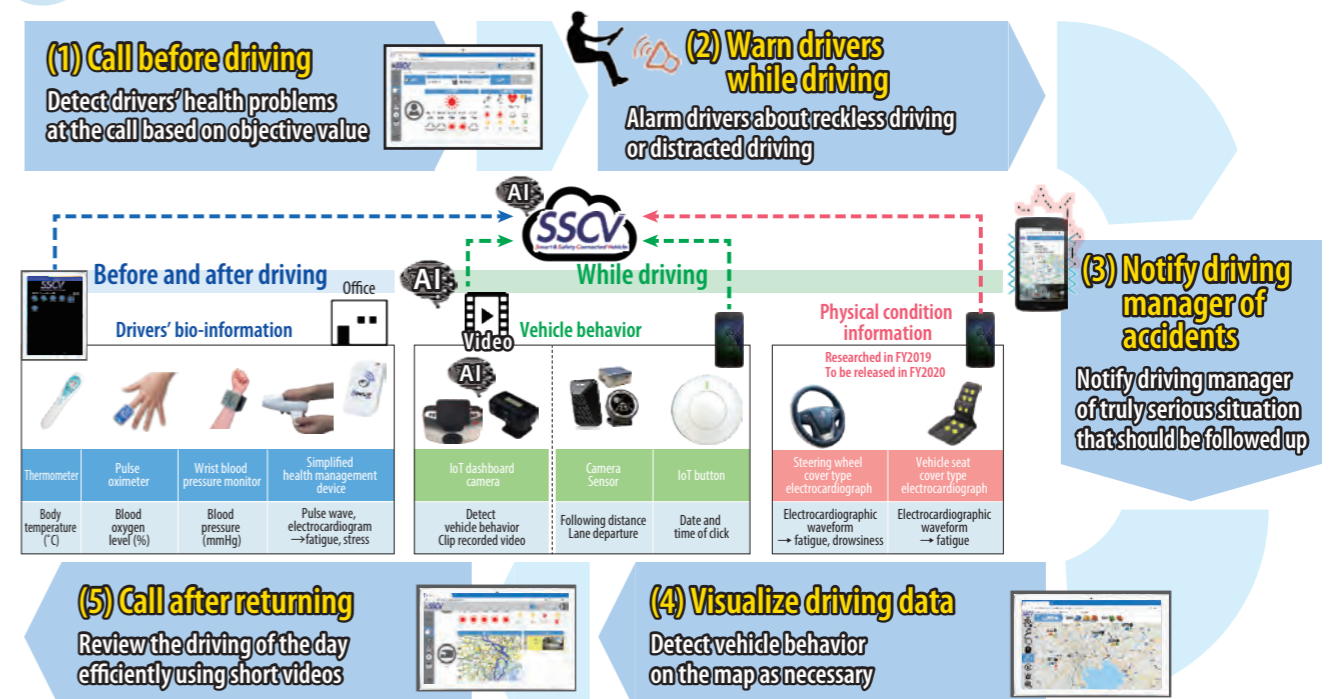 (1) Call before driving
Detect drivers' health problems
at the call based on objective value
SSCV
(2) Warn drivers
while driving
Alarm drivers about reckless driving
or distracted driving
AI
SSCV
Smart & Safety Connected Vehicle
Before and after driving
AI
While driving
(3) Notify driving
manager of
accidents
Notify driving manager
of truly serious situation
that should be followed up
SSCV
Office
Drivers' bio-information
Video
Vehicle behavior
Physical condition
information
Researched in FY2019
To be released in FY2020
AI
Thermometer
Pulse
oximeter
Wrist blood
pressure monitor
Simplified
health management
device
IoT dashboard
camera
Camera
Sensor
IoT button
Steering wheel
cover type
electrocardiograph
Vehicle seat
cover type
electrocardiograph
Body
temperature
(°C)
Blood
oxygen
level (%)
Blood
pressure
(mmHg)
Pulse wave,
electrocardiogram
→fatigue, stress
Detect
vehicle behavior
Clip recorded video
Following distance
Lane departure
Date and
time of click
Electrocardiographic
waveform
→ fatigue, drowsiness
Electrocardiographic
waveform
→ fatigue
(5) Call after returning
Review the driving of the day
efficiently using short videos
SSCV
(4) Visualize driving data
Detect vehicle behavior
on the map as necessary